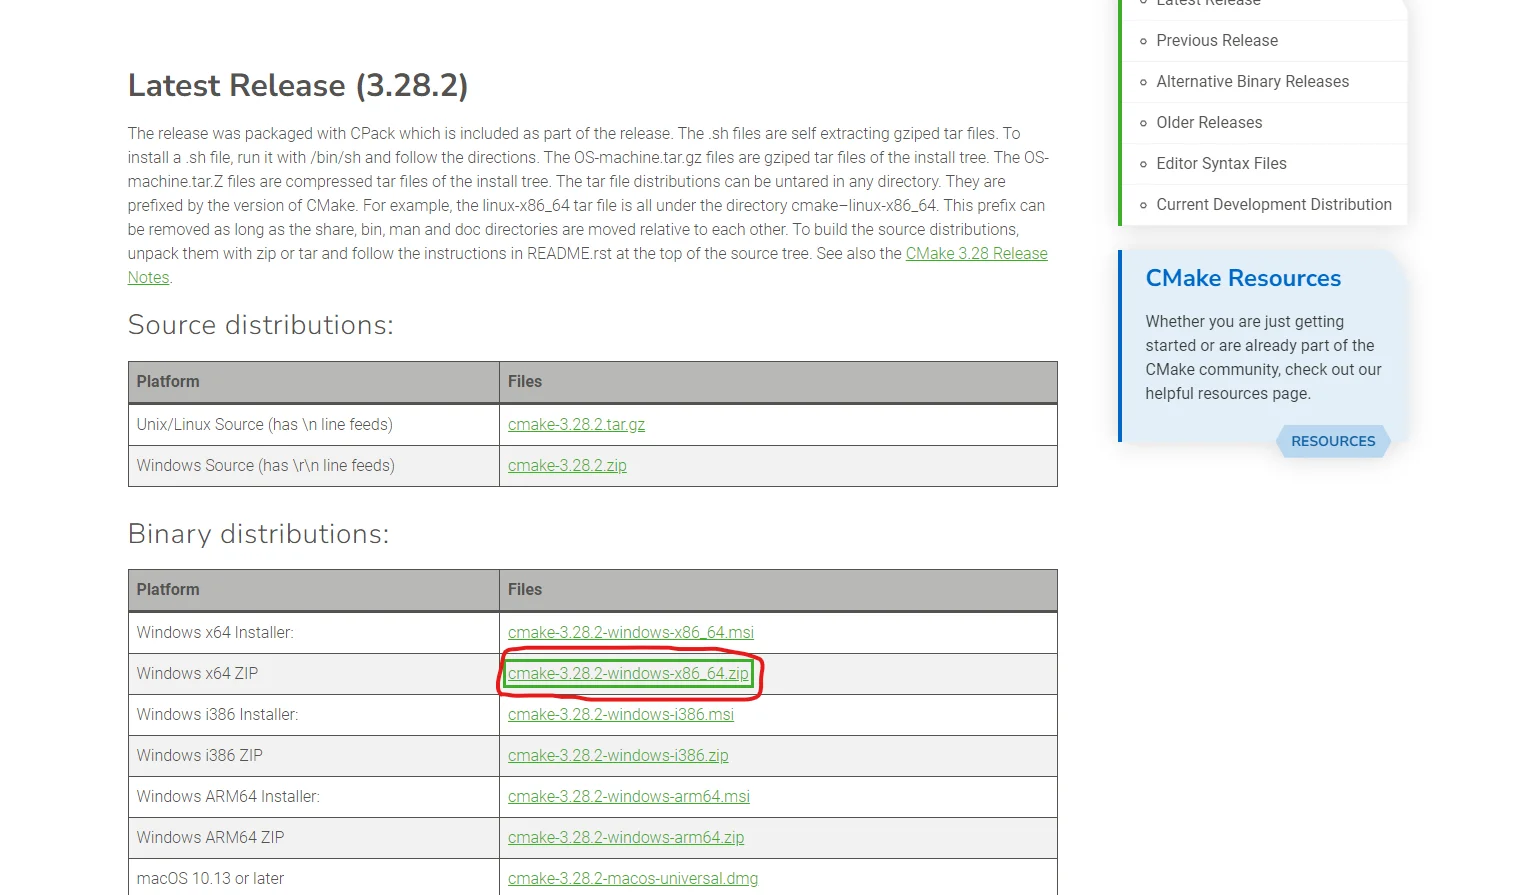 Latest Release
Previous Release
Alternative Binary Releases
Older Releases
Editor Syntax Files
Current Development Distribution
Latest Release (3.28.2)
The release was packaged with CPack which is included as part of the release. The .sh files are self extracting gziped tar files. To
install a .sh file, run it with /bin/sh and follow the directions. The OS-machine.tar.gz files are gziped tar files of the install tree. The OS-
machine.tar.Z files are compressed tar files of the install tree. The tar file distributions can be untared in any directory. They are
prefixed by the version of CMake. For example, the linux-x86_64 tar file is all under the directory cmake–linux-x86_64. This prefix can
be removed as long as the share, bin, man and doc directories are moved relative to each other. To build the source distributions,
unpack them with zip or tar and follow the instructions in README.rst at the top of the source tree. See also the CMake 3.28 Release
Notes.
CMake Resources
Whether you are just getting
started or are already part of the
CMake community, check out our
helpful resources page.
RESOURCES
Source distributions:
Platform Files
Unix/Linux Source (has \n line feeds) cmake-3.28.2.tar.gz
Windows Source (has \r\n line feeds) cmake-3.28.2.zip
Binary distributions:
Platform Files
Windows x64 Installer: cmake-3.28.2-windows-x86_64.msi
Windows x64 ZIP cmake-3.28.2-windows-x86_64.zip
Windows i386 Installer: cmake-3.28.2-windows-i386.msi
Windows i386 ZIP cmake-3.28.2-windows-i386.zip
Windows ARM64 Installer: cmake-3.28.2-windows-arm64.msi
Windows ARM64 ZIP cmake-3.28.2-windows-arm64.zip
macOS 10.13 or later cmake-3.28.2-macos-universal.dmg